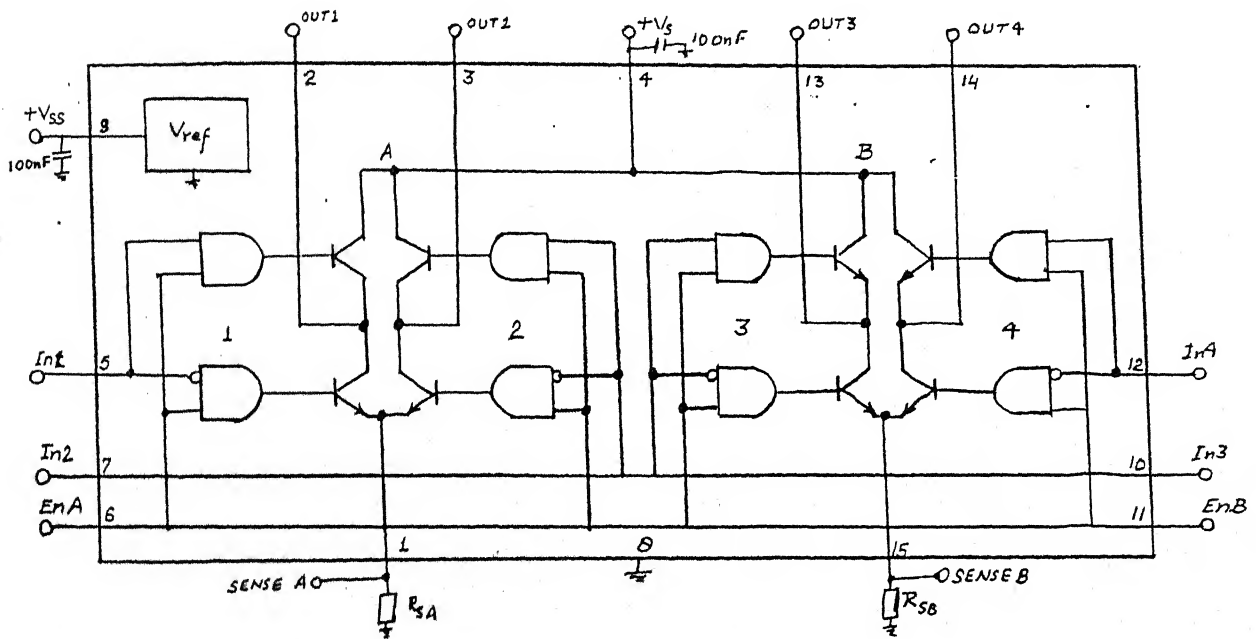 OUT1
OUT2
+Vs
100nF
OUT3
OUT4
2
3
4
13
14
+Vss
9
Vref
100nF
A
B
1
2
3
4
In1
5
12
InA
In2
7
10
In3
EnA
6
11
EnB
1
8
15
SENSE A
RSA
SENSE B
RSB